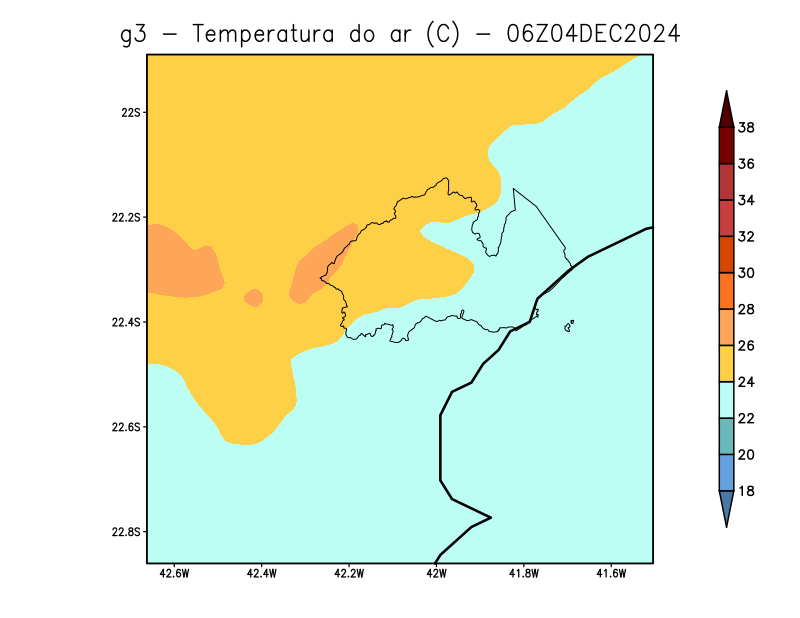 g3 – Temperatura do ar (C) – 06Z04DEC2024
22S
22.2S
22.4S
22.6S
22.8S
42.6W
42.4W
42.2W
42W
41.8W
41.6W
38
36
34
32
30
28
26
24
22
20
18